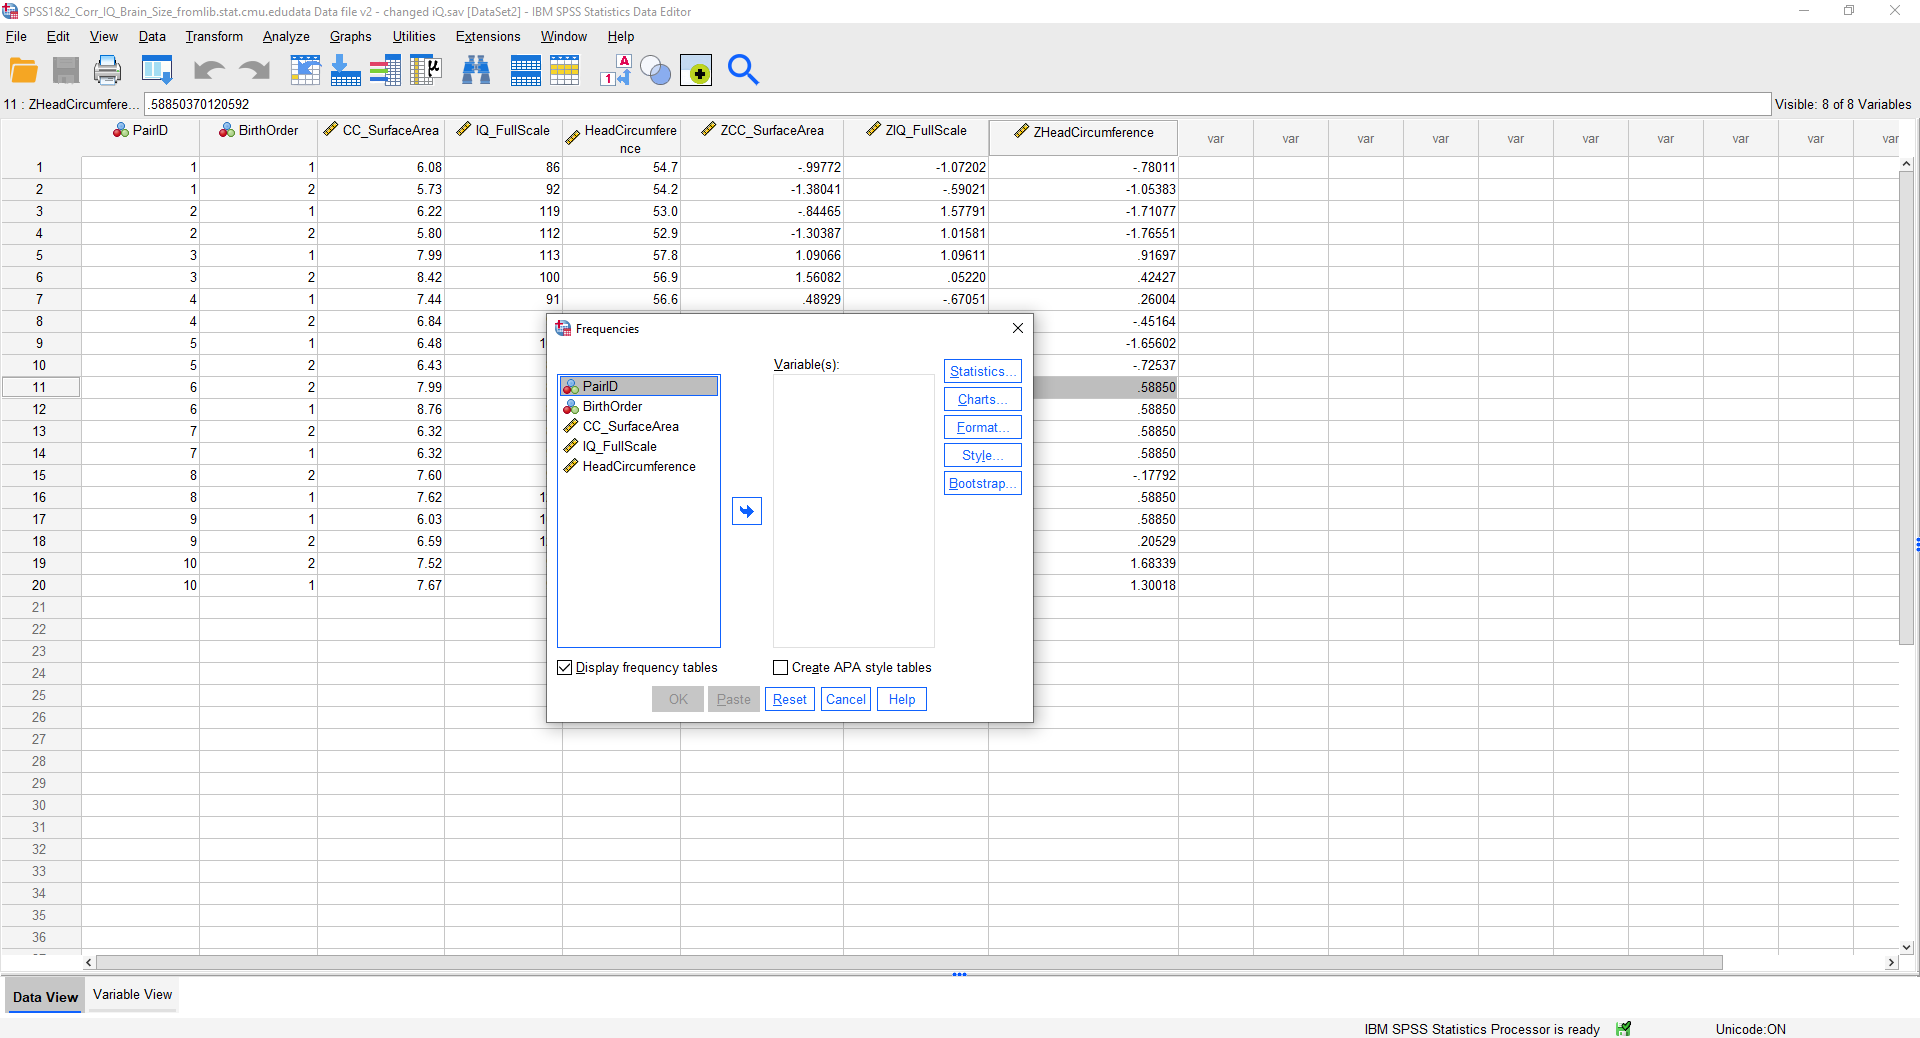 SPSS1&2_Corr_IQ_Brain_Size_fromlib.stat.cmu.edudata Data file v2 - changed iQ.sav [DataSet2] - IBM SPSS Statistics Data Editor
File Edit View Data Transform Analyze Graphs Utilities Extensions Window Help
11 : ZHeadCircumfere... .58850370120592 Visible: 8 of 8 Variables
PairID BirthOrder CC_SurfaceArea IQ_FullScale HeadCircumfere
nce ZCC_SurfaceArea ZIQ_FullScale ZHeadCircumference var var var var var var var var var var
1 1 1 6.08 86 54.7 -.99772 -1.07202 -.78011
2 1 2 5.73 92 54.2 -1.38041 -.59021 -1.05383
3 2 1 6.22 119 53.0 -.84465 1.57791 -1.71077
4 2 2 5.80 112 52.9 -1.30387 1.01581 -1.76551
5 3 1 7.99 113 57.8 1.09066 1.09611 .91697
6 3 2 8.42 100 56.9 1.56082 .05220 .42427
7 4 1 7.44 91 56.6 .48929 -.67051 .26004
8 4 2 6.84 -.45164
9 5 1 6.48 1 -1.65602
10 5 2 6.43 -.72537
11 6 2 7.99 .58850
12 6 1 8.76 .58850
13 7 2 6.32 .58850
14 7 1 6.32 .58850
15 8 2 7.60 -.17792
16 8 1 7.62 1 .58850
17 9 1 6.03 1 .58850
18 9 2 6.59 1 .20529
19 10 2 7.52 1.68339
20 10 1 7.67 1.30018
21
22
23
24
25
26
27
28
29
30
31
32
33
34
35
36
Frequencies
Variable(s):
PairID
BirthOrder
CC_SurfaceArea
IQ_FullScale
HeadCircumference
Statistics...
Charts...
Format...
Style...
Bootstrap...
Display frequency tables Create APA style tables
OK Paste Reset Cancel Help
Data View Variable View
IBM SPSS Statistics Processor is ready Unicode:ON